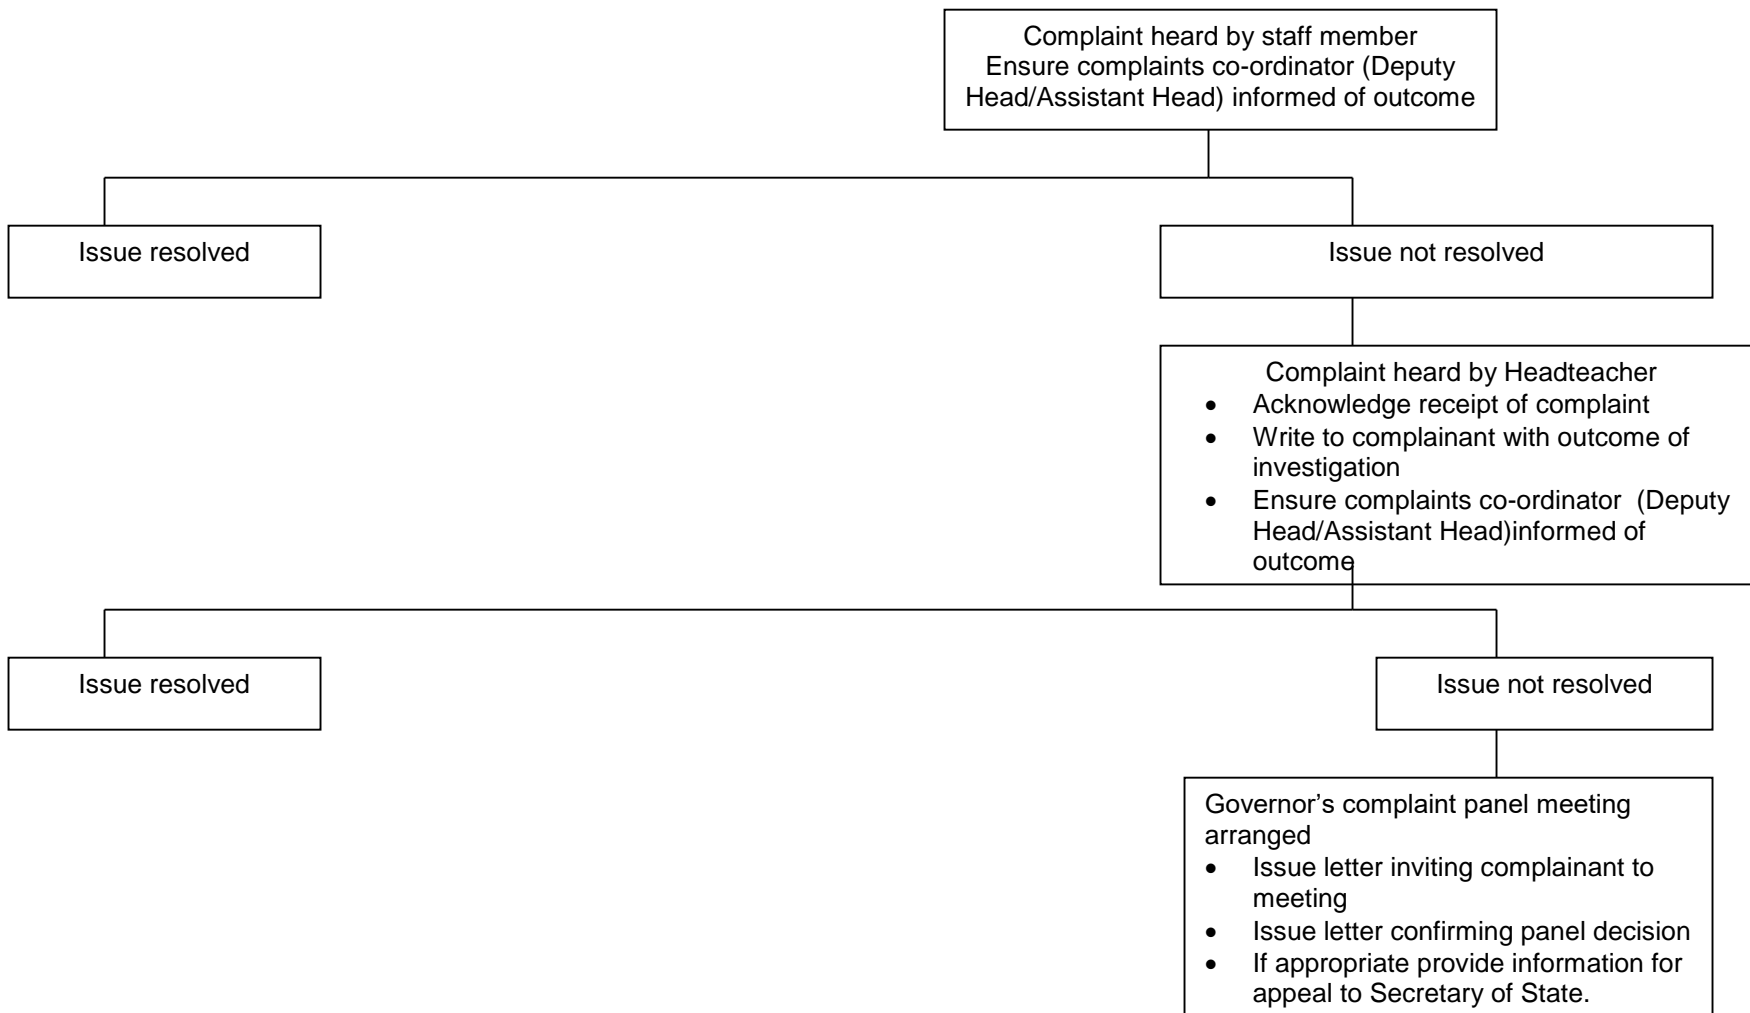 Complaint heard by staff member
Ensure complaints co-ordinator (Deputy
Head/Assistant Head) informed of outcome
Issue resolved
Issue not resolved
Complaint heard by Headteacher
• Acknowledge receipt of complaint
• Write to complainant with outcome of
investigation
• Ensure complaints co-ordinator  (Deputy
Head/Assistant Head)informed of
outcome
Issue resolved
Issue not resolved
Governor’s complaint panel meeting
arranged
• Issue letter inviting complainant to
meeting
• Issue letter confirming panel decision
• If appropriate provide information for
appeal to Secretary of State.